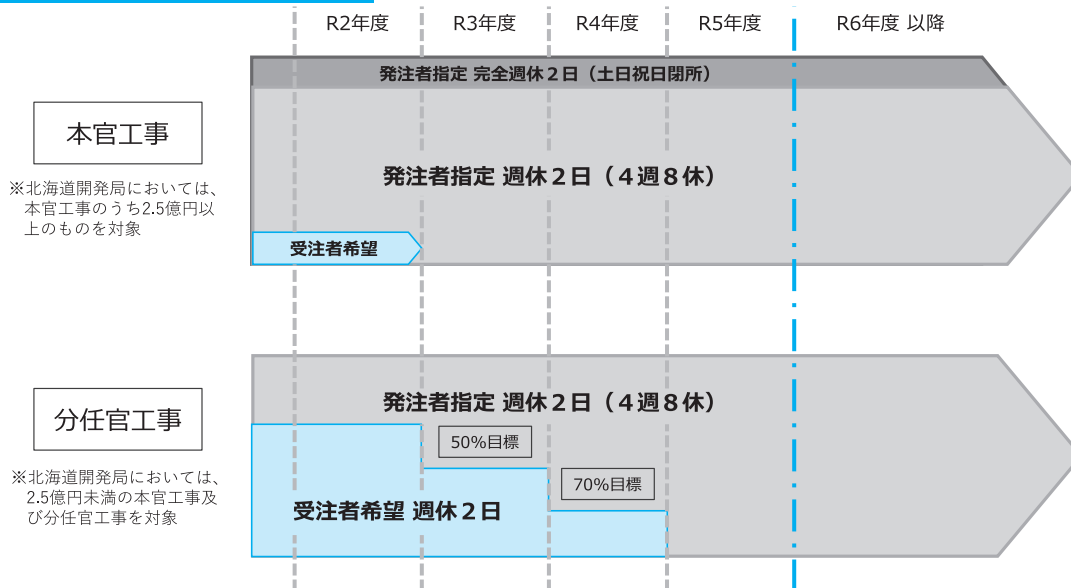 R2年度
R3年度
R4年度
R5年度
R6年度 以降
発注者指定 完全週休２日（土日祝日閉所）
本官工事
発注者指定 週休２日（４週８休）
※北海道開発局においては、
本官工事のうち2.5億円以
上のものを対象
受注者希望
発注者指定 週休２日（４週８休）
分任官工事
50%目標
70%目標
※北海道開発局においては、
2.5億円未満の本官工事及
び分任官工事を対象
受注者希望 週休２日